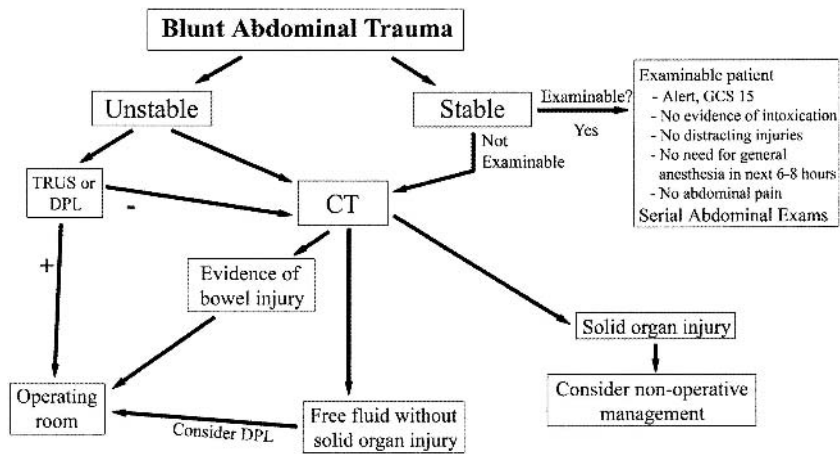 Blunt Abdominal Trauma
Unstable
Stable
Examinable?
Yes
Not
Examinable
Examinable patient
- Alert, GCS 15
- No evidence of intoxication
- No distracting injuries
- No need for general
anesthesia in next 6-8 hours
- No abdominal pain
Serial Abdominal Exams
TRUS or
DPL
-
+
CT
Evidence of
bowel injury
Solid organ injury
Operating
room
Consider DPL
Free fluid without
solid organ injury
Consider non-operative
management